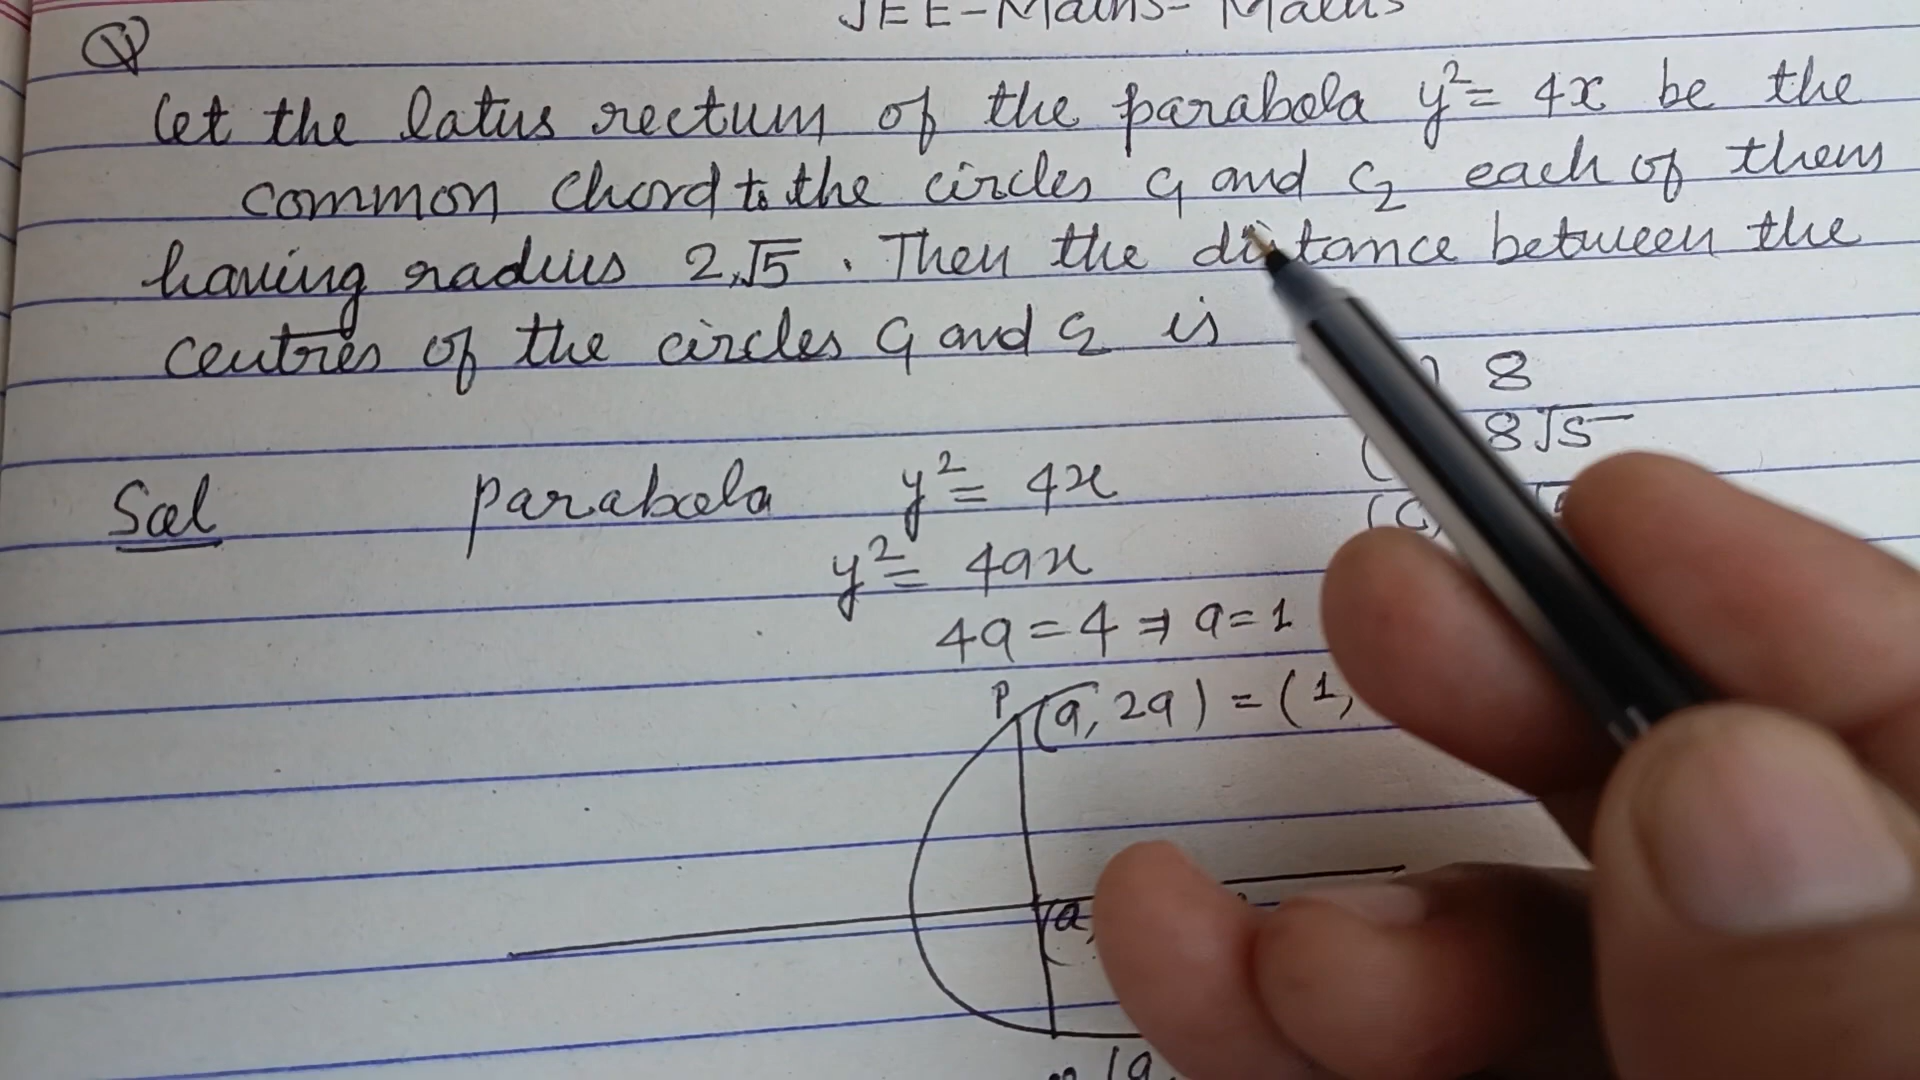 JEE-Mains-Maths
Q
Let the latus rectum of the parabola y²= 4x be the
common chord to the circles C1 and C2 each of them
having radius 2√5 . Then the distance between the
centres of the circles C1 and C2 is
) 8
( 8√5
(C)
Sol parabola y²= 4x
y²= 4ax
4a = 4 ⇒ a=1
P (a, 2a) = (1,
(a,
(a,